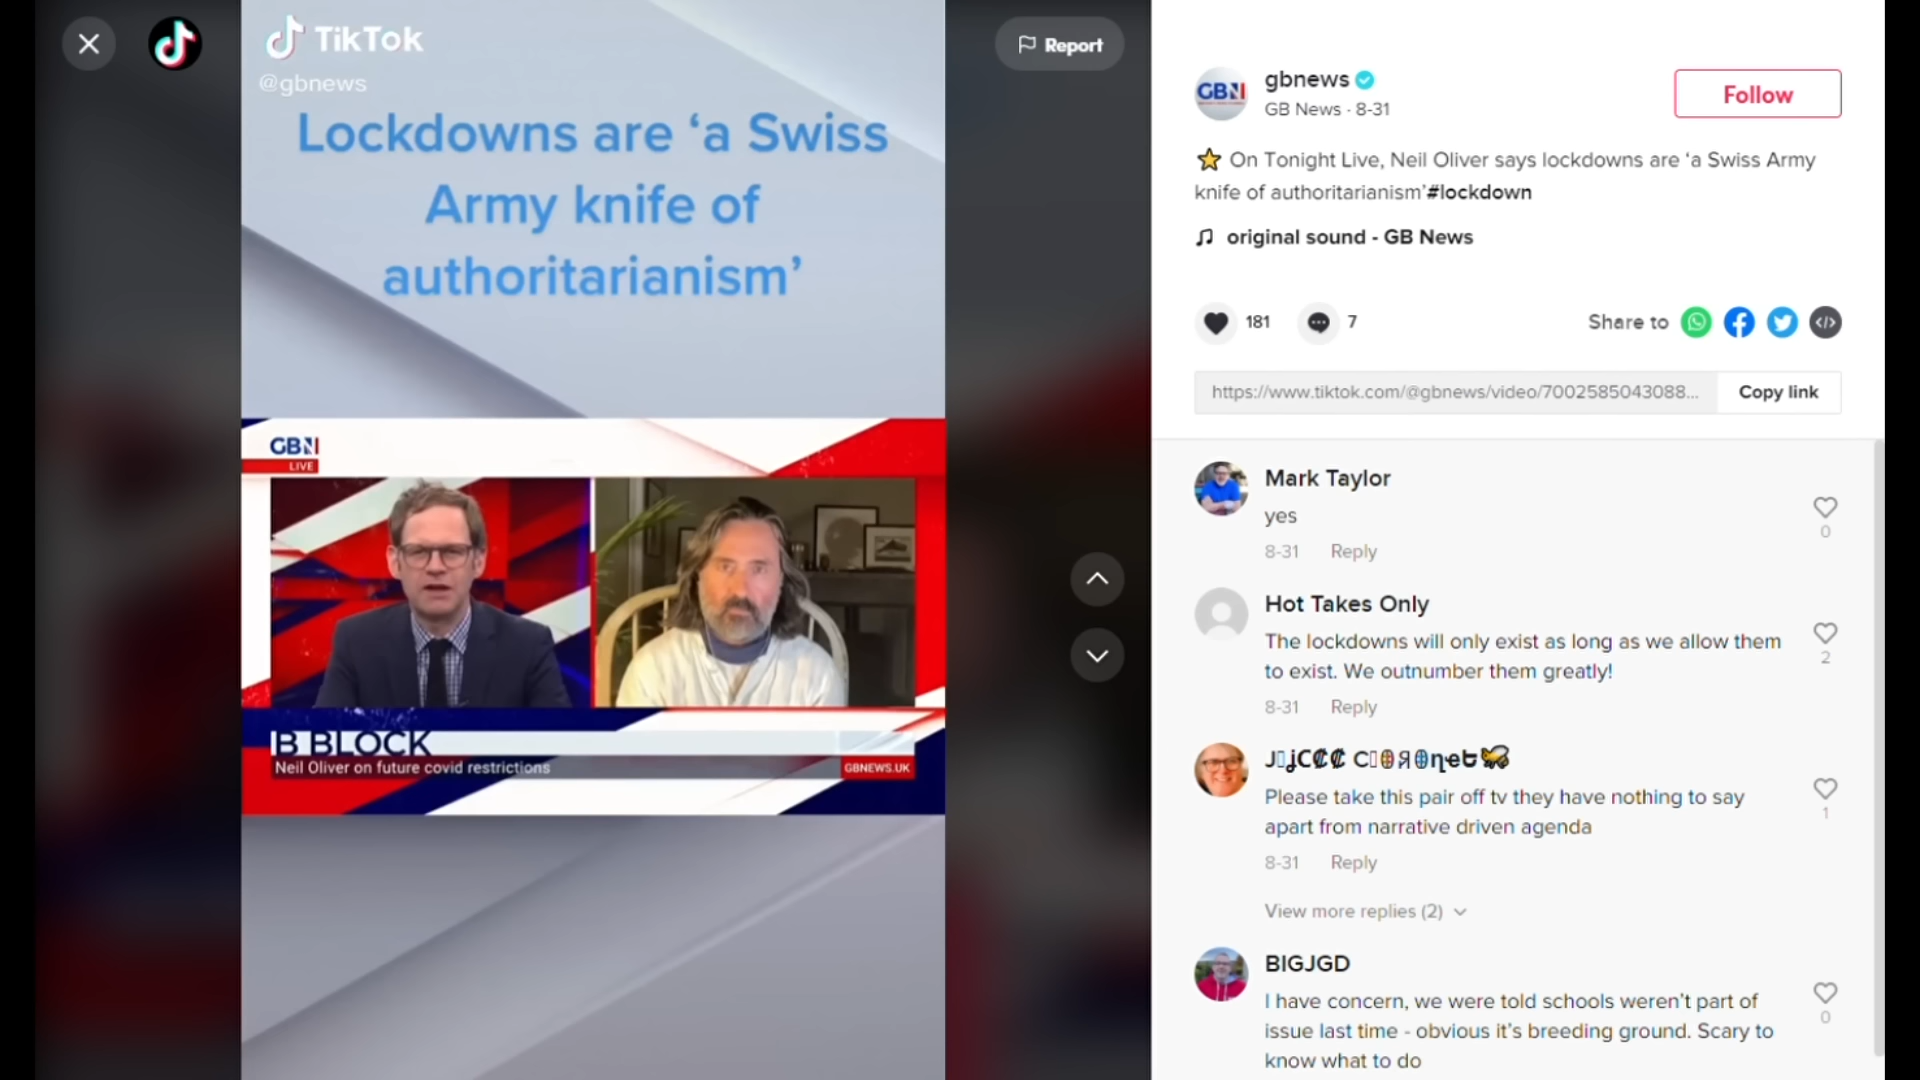 TikTok
@gbnews
Report
Lockdowns are ‘a Swiss
Army knife of
authoritarianism’
GBN
LIVE
B BLOCK
Neil Oliver on future covid restrictions
GBNEWS.UK
GBN
gbnews
GB News · 8-31
Follow
On Tonight Live, Neil Oliver says lockdowns are ‘a Swiss Army
knife of authoritarianism’#lockdown
original sound - GB News
181
7
Share to
https://www.tiktok.com/@gbnews/video/7002585043088...
Copy link
Mark Taylor
yes
0
8-31 Reply
Hot Takes Only
The lockdowns will only exist as long as we allow them
to exist. We outnumber them greatly!
2
8-31 Reply
Please take this pair off tv they have nothing to say
apart from narrative driven agenda
1
8-31 Reply
View more replies (2)
BIGJGD
I have concern, we were told schools weren’t part of
issue last time - obvious it’s breeding ground. Scary to
know what to do
0